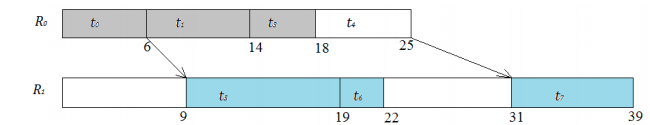 R₀ t₀ t₁ t₃ t₄
6 14 18 25
R₁ t₅ t₆ t₇
9 19 22 31 39